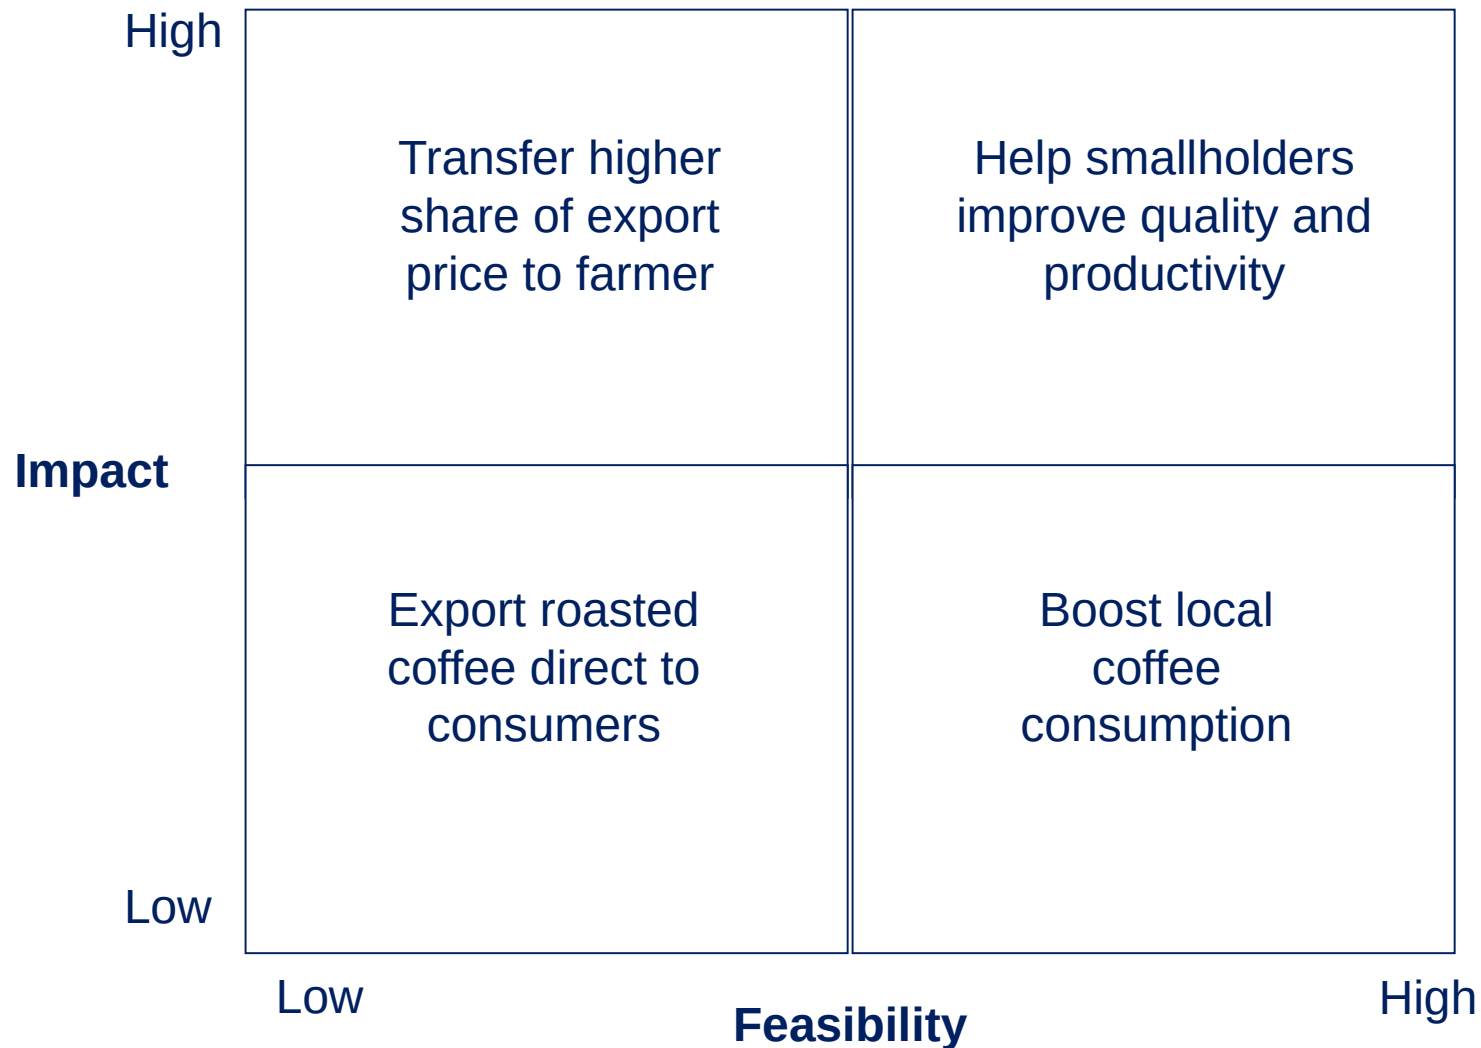 High
Transfer higher
share of export
price to farmer
Help smallholders
improve quality and
productivity
Impact
Export roasted
coffee direct to
consumers
Boost local
coffee
consumption
Low
Low
Feasibility
High